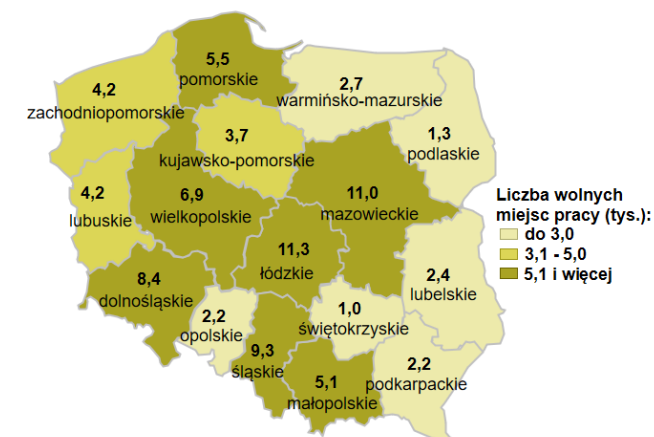 5,5
pomorskie
4,2
zachodniopomorskie
2,7
warmińsko-mazurskie
1,3
podlaskie
3,7
kujawsko-pomorskie
4,2
lubuskie
6,9
wielkopolskie
11,0
mazowieckie
Liczba wolnych
miejsc pracy (tys.):
do 3,0
3,1 - 5,0
5,1 i więcej
11,3
łódzkie
8,4
dolnośląskie
2,4
lubelskie
2,2
opolskie
1,0
świętokrzyskie
9,3
śląskie
5,1
małopolskie
2,2
podkarpackie